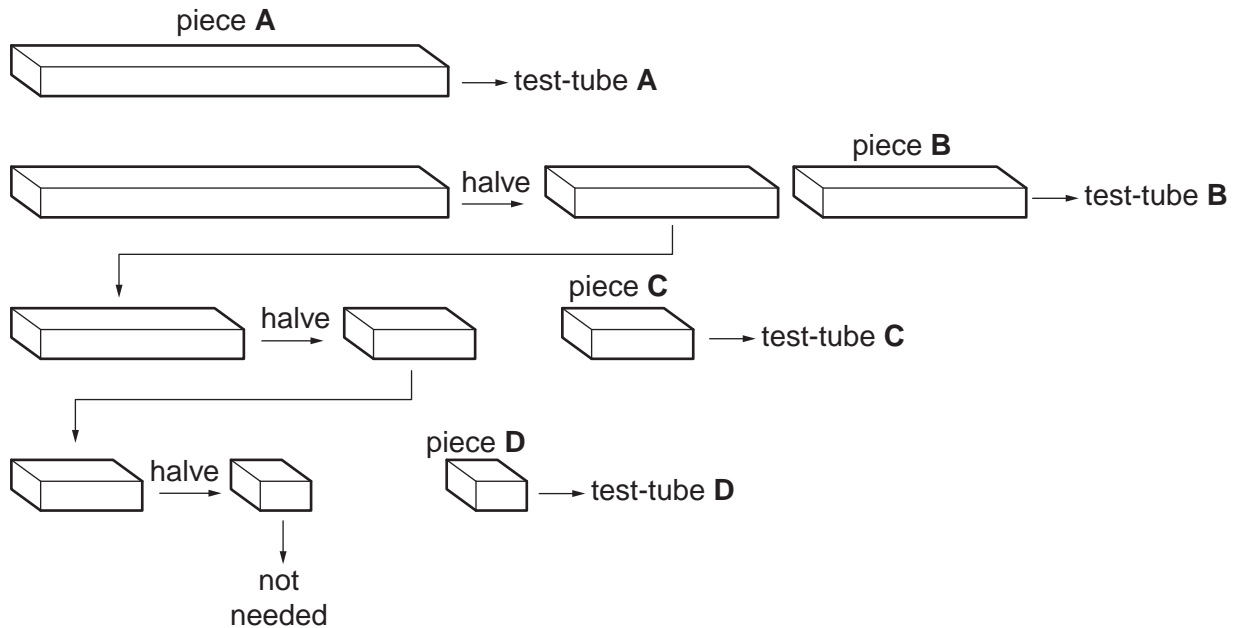 piece A
test-tube A
piece B
halve
test-tube B
piece C
halve
test-tube C
piece D
halve
test-tube D
not
needed